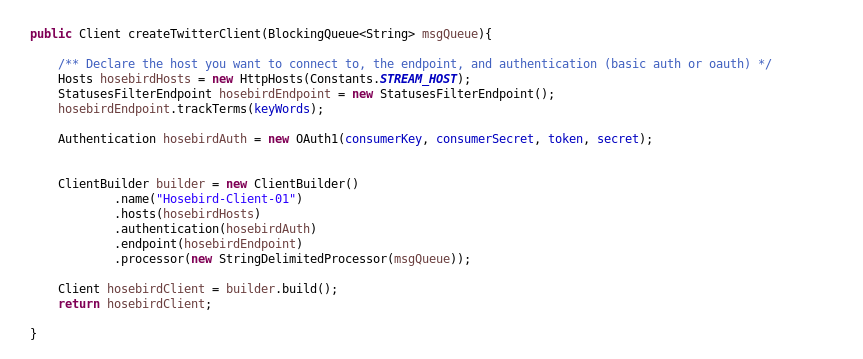 public Client createTwitterClient(BlockingQueue<String> msgQueue){
/** Declare the host you want to connect to, the endpoint, and authentication (basic auth or oauth) */
Hosts hosebirdHosts = new HttpHosts(Constants.STREAM_HOST);
StatusesFilterEndpoint hosebirdEndpoint = new StatusesFilterEndpoint();
hosebirdEndpoint.trackTerms(keyWords);
Authentication hosebirdAuth = new OAuth1(consumerKey, consumerSecret, token, secret);
ClientBuilder builder = new ClientBuilder()
.name("Hosebird-Client-01")
.hosts(hosebirdHosts)
.authentication(hosebirdAuth)
.endpoint(hosebirdEndpoint)
.processor(new StringDelimitedProcessor(msgQueue));
Client hosebirdClient = builder.build();
return hosebirdClient;
}